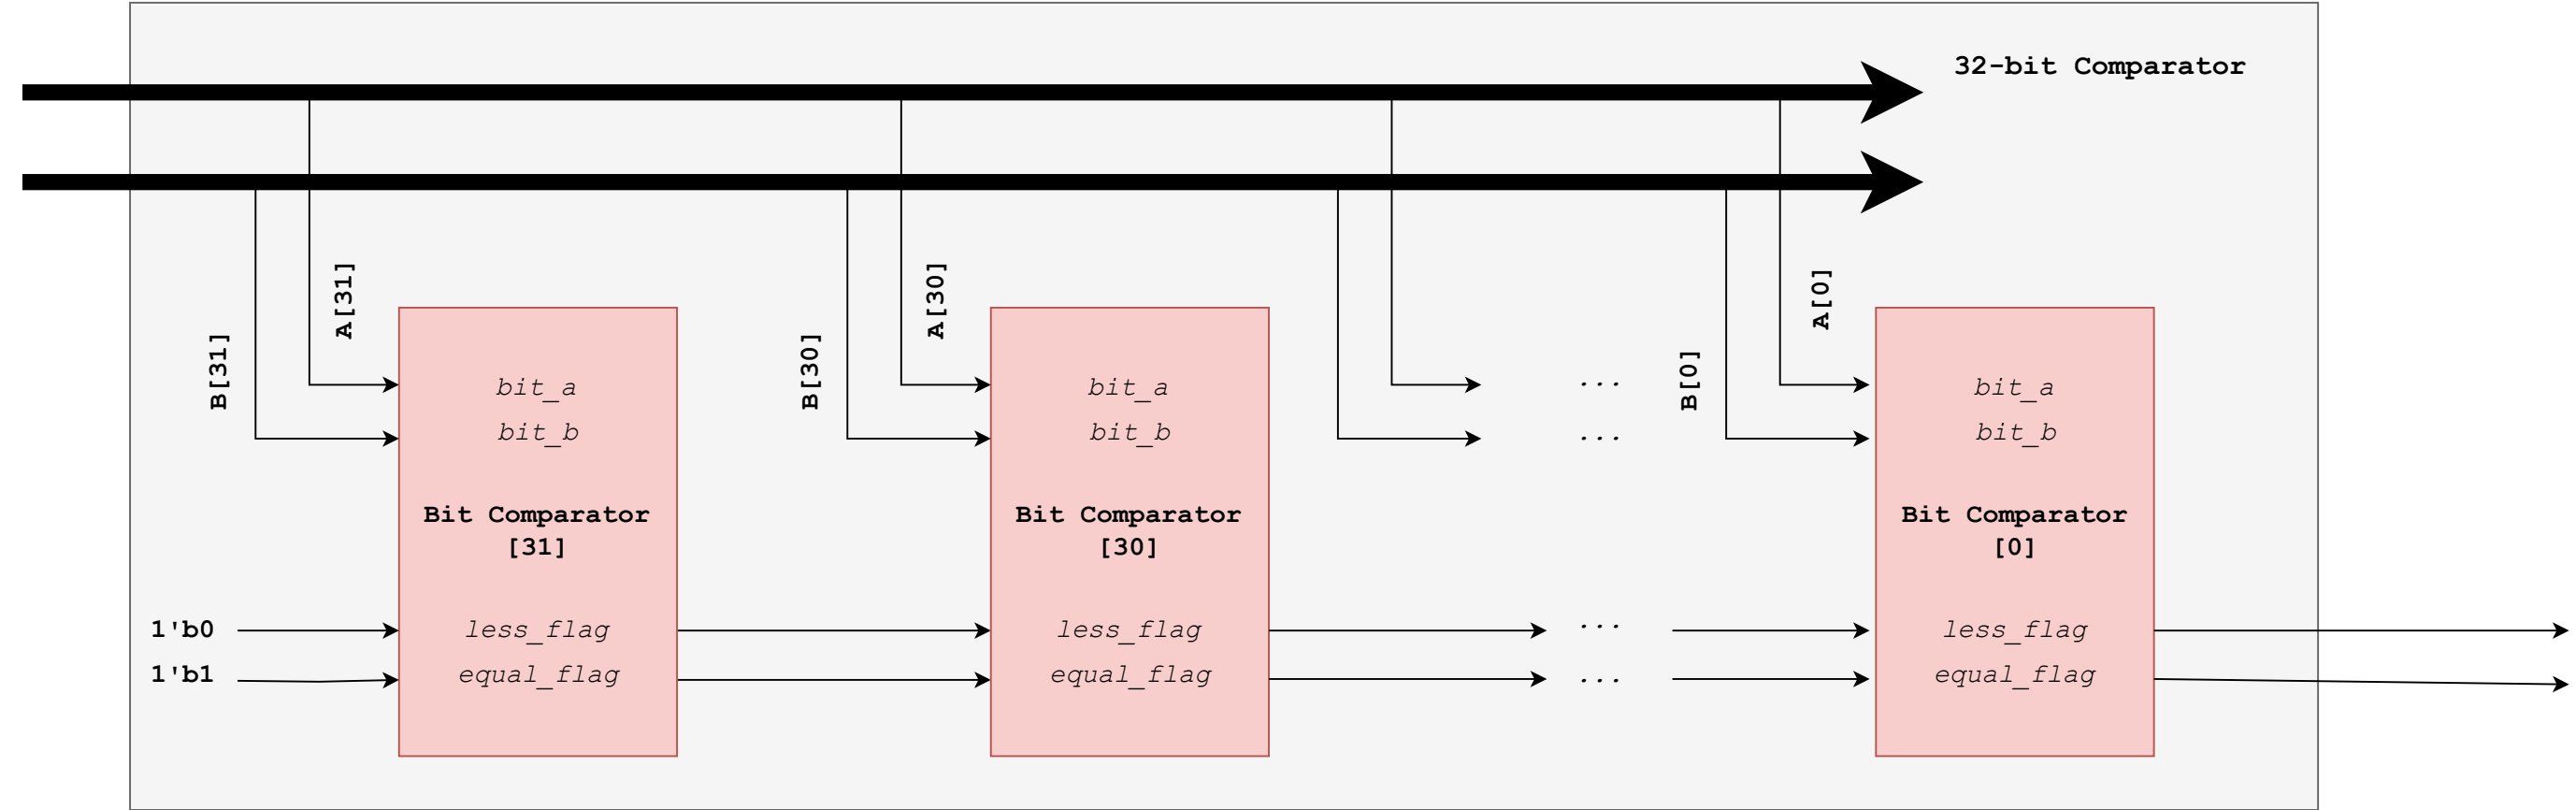 32-bit Comparator
A[31]
B[31]
A[30]
B[30]
A[0]
B[0]
bit_a
bit_b
Bit Comparator
[31]
less_flag
equal_flag
1'b0
1'b1
bit_a
bit_b
Bit Comparator
[30]
less_flag
equal_flag
...
...
...
...
bit_a
bit_b
Bit Comparator
[0]
less_flag
equal_flag